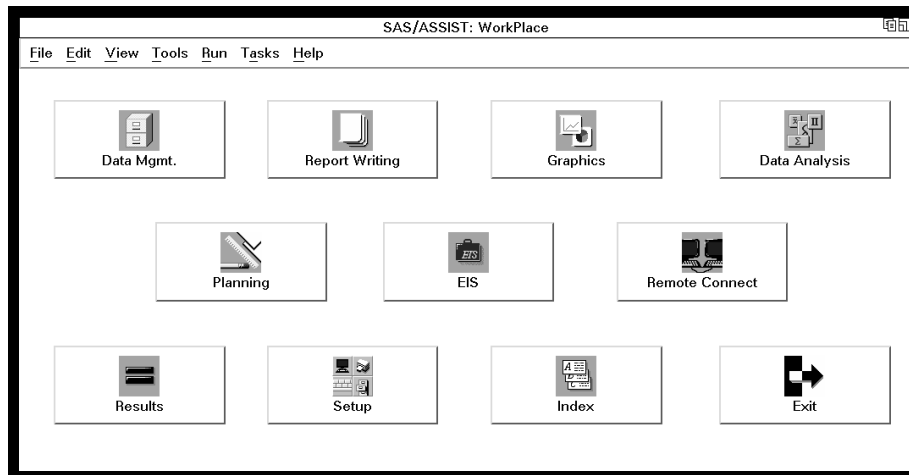 SAS/ASSIST: WorkPlace
File Edit View Tools Run Tasks Help
Data Mgmt. Report Writing Graphics Data Analysis
EIS
Planning EIS Remote Connect
Results Setup Index Exit